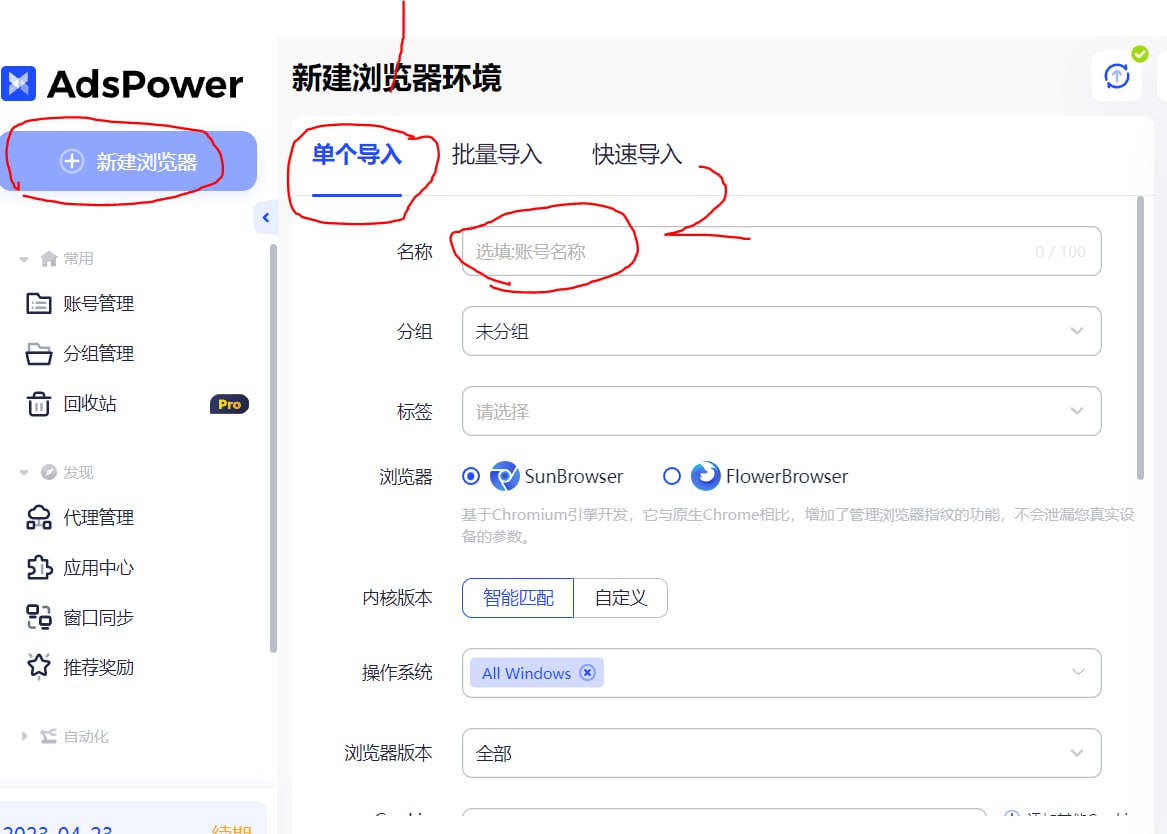 AdsPower
新建浏览器
常用
账号管理
分组管理
回收站 Pro
发现
代理管理
应用中心
窗口同步
推荐奖励
自动化
2023-04-23 续期
新建浏览器环境
单个导入 批量导入 快速导入
名称 选填:账号名称 0 / 100
分组 未分组
标签 请选择
浏览器 SunBrowser FlowerBrowser
基于Chromium引擎开发，它与原生Chrome相比，增加了管理浏览器指纹的功能，不会泄漏您真实设
备的参数。
内核版本 智能匹配 自定义
操作系统 All Windows
浏览器版本 全部